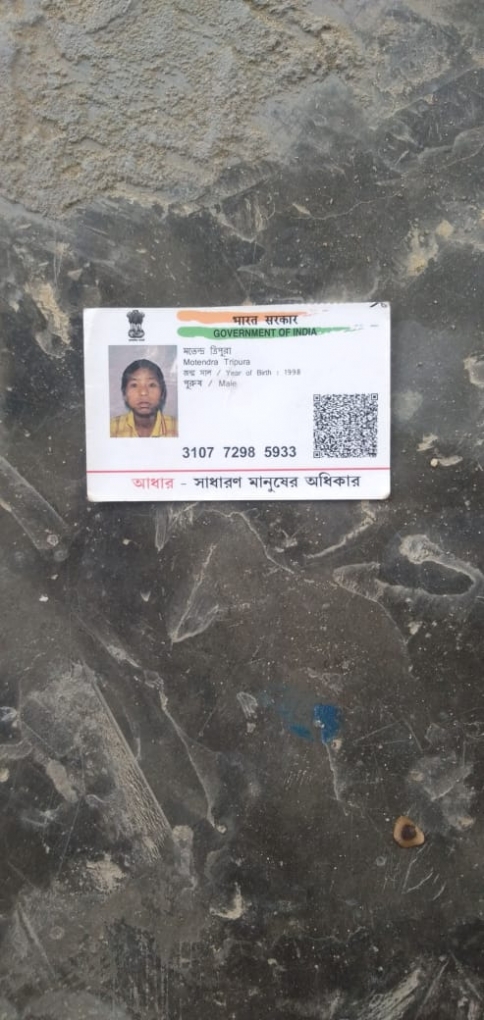 भारत सरकार
GOVERNMENT OF INDIA
মতেন্দ্র ত্রিপুরা
Motendra Tripura
জন্ম সাল / Year of Birth : 1998
পুরুষ / Male
3107 7298 5933
আধার - সাধারণ মানুষের অধিকার